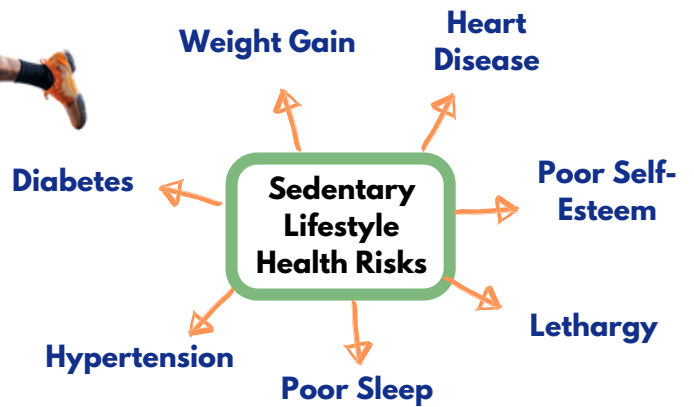 Weight Gain
Heart
Disease
Diabetes
Sedentary
Lifestyle
Health Risks
Poor Self-
Esteem
Lethargy
Hypertension
Poor Sleep